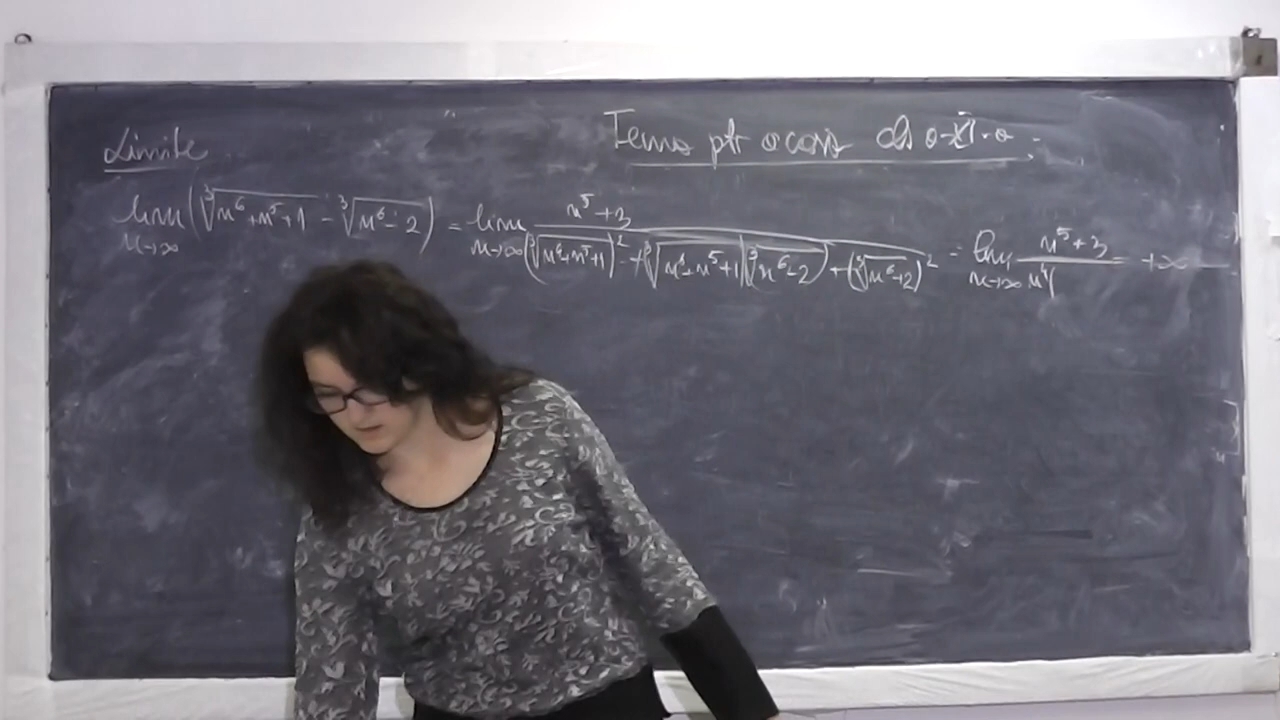 Tema pt acasă cls a XI-a
Limite
lim n→∞ (∛(n⁶+n⁵+1) - ∛(n⁶-2)) = lim n→∞ (n⁵+3)/((∛(n⁶+n⁵+1))²+(∛(n⁶+n⁵+1))(∛(n⁶-2))+(∛(n⁶+2))²) = lim n→∞ (n⁵+3)/(n⁴( = +∞